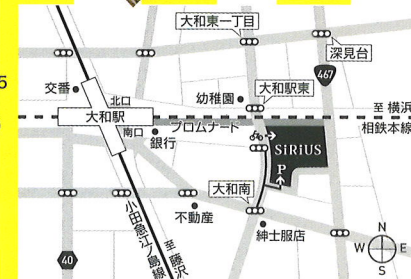 大和東一丁目
深見台
467
5
交番
北口
幼稚園
大和駅東
至 横浜
大和駅
プロムナード
相鉄本線
南口
銀行
SiRiUS
P
大和南
不動産
紳士服店
小田急江ノ島線
至 藤沢
40
N
W
E
S